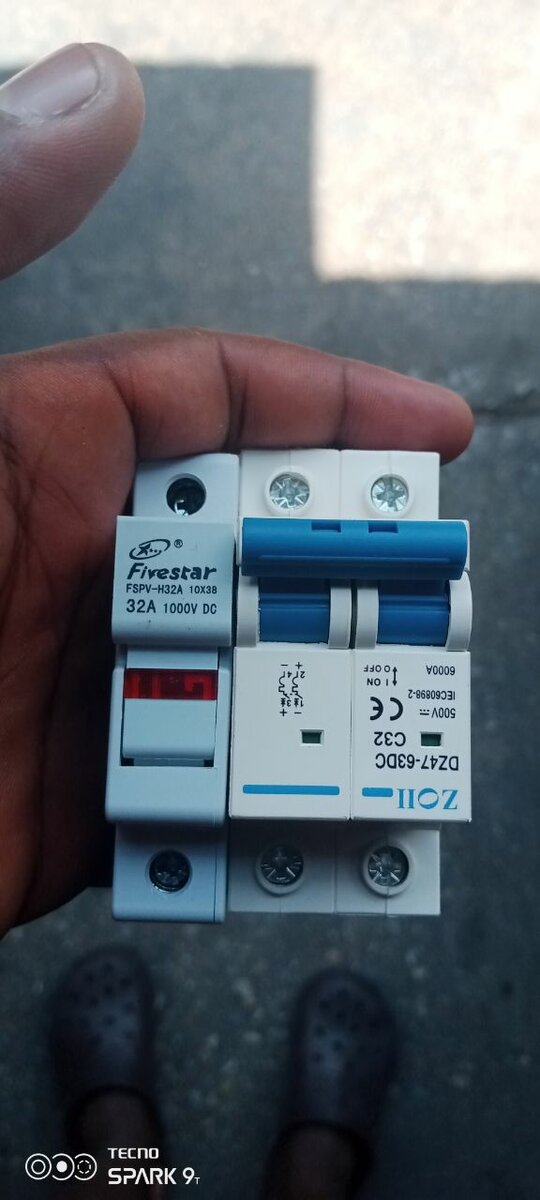 ®
Fivestar
FSPV-H32A 10X38
32A 1000V DC
ZOII
DZ47-63DC
C32
500V
CE
IEC60898-2
6000A
I ON
O OFF
TECNO
SPARK 9T